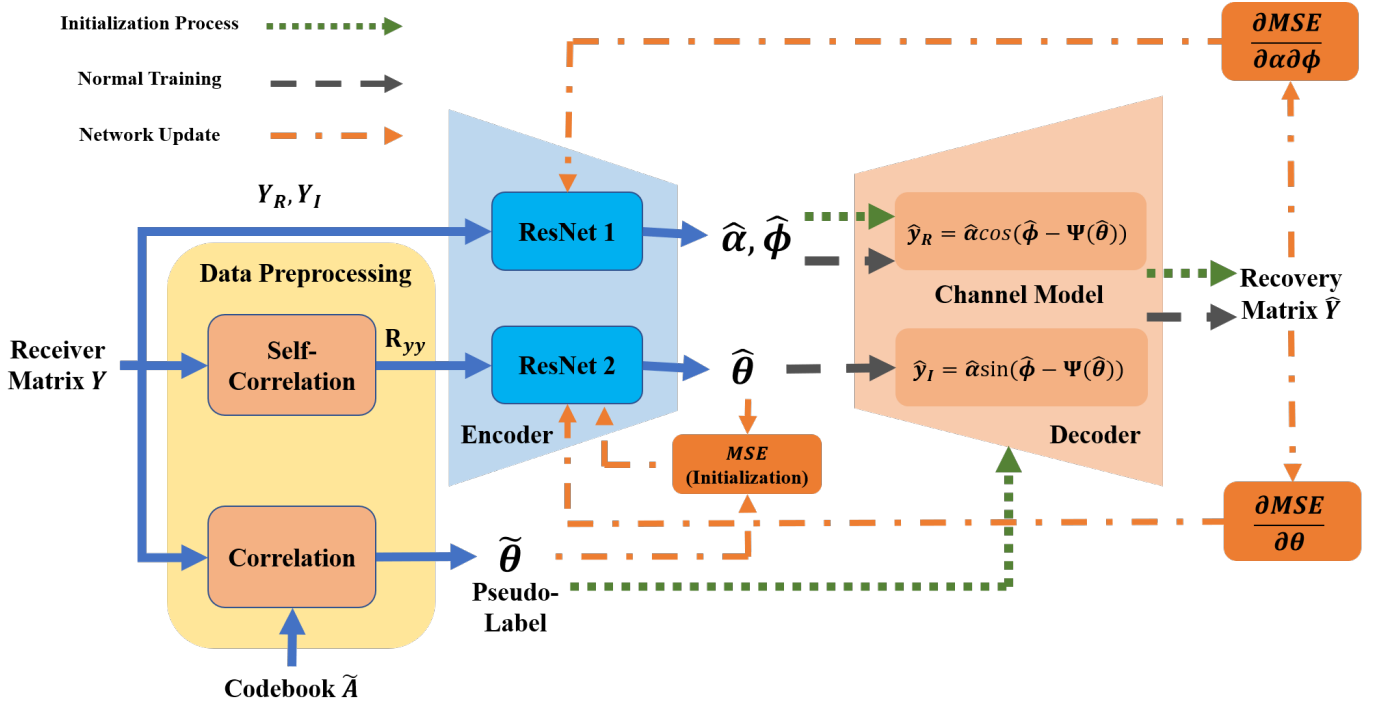 Initialization Process
Normal Training
Network Update
∂MSE
∂α∂ϕ
Y_R, Y_I
ResNet 1
α̂, ϕ̂
ŷ_R = α̂cos(ϕ̂ − Ψ(θ̂))
Data Preprocessing
Channel Model
Recovery
Matrix Ŷ
Receiver
Matrix Y
Self-
Correlation
R_yy
ResNet 2
θ̂
ŷ_I = α̂sin(ϕ̂ − Ψ(θ̂))
Encoder
Decoder
MSE
(Initialization)
∂MSE
∂θ
Correlation
θ̃
Pseudo-
Label
Codebook Ã